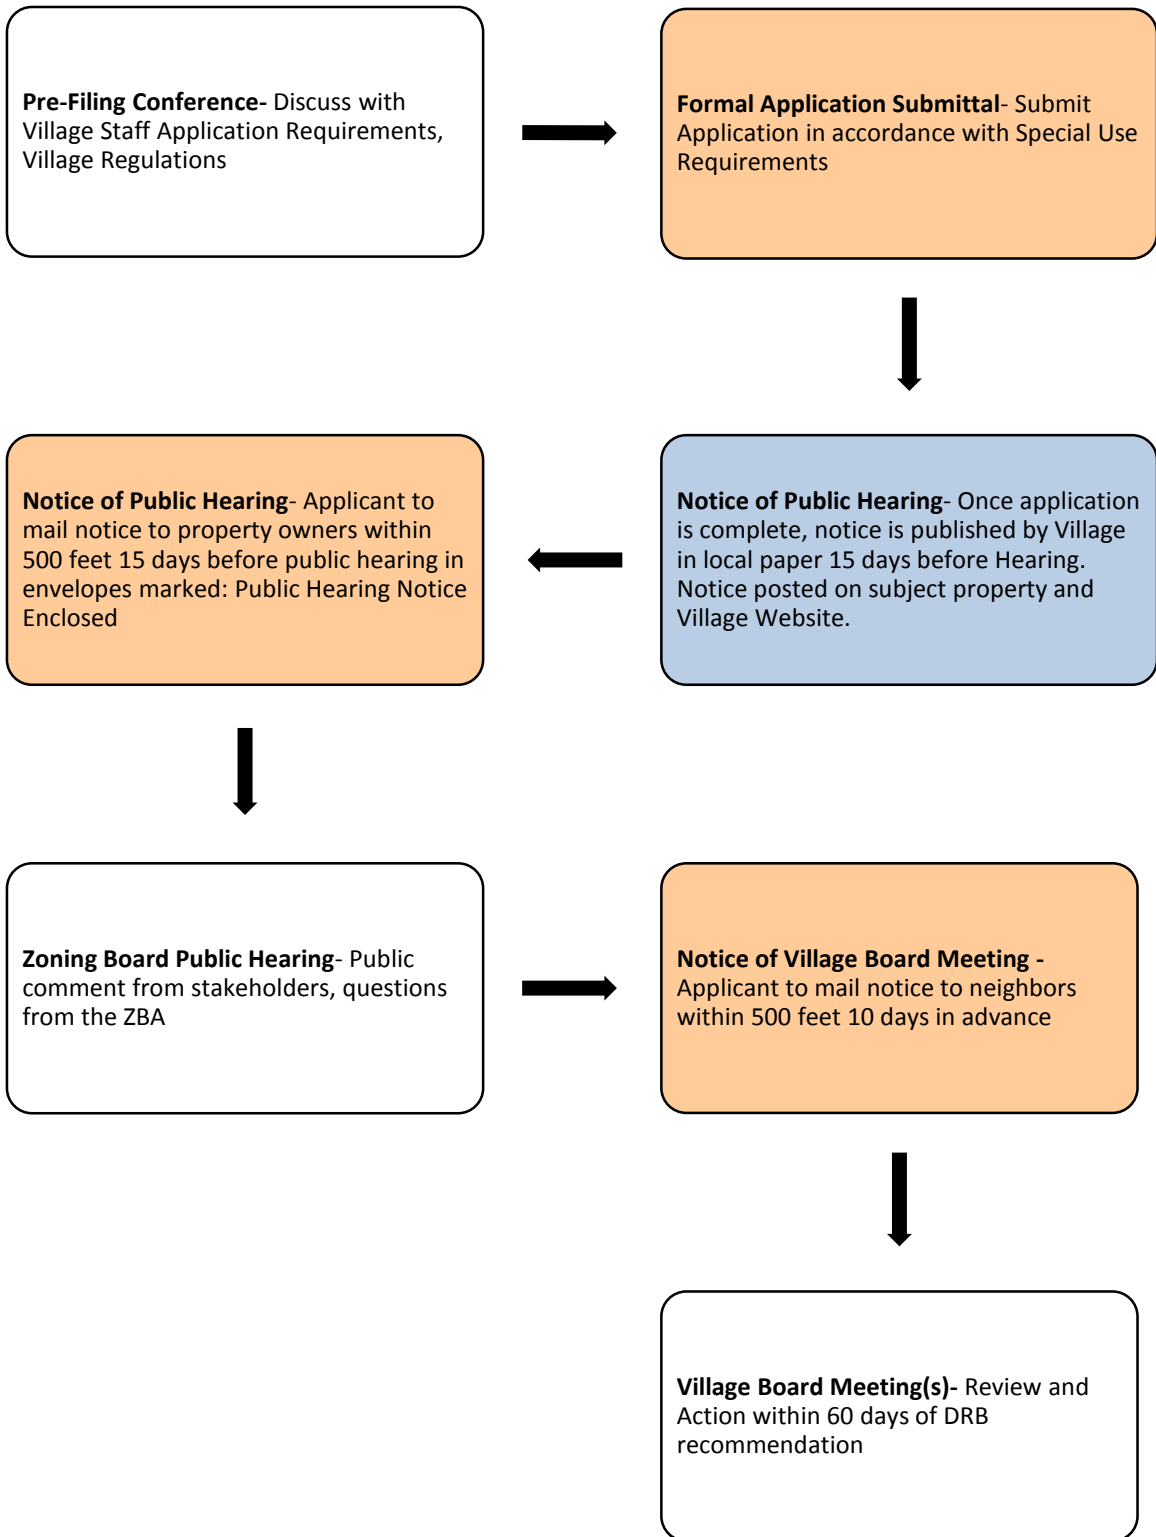 Pre-Filing Conference- Discuss with
Village Staff Application Requirements,
Village Regulations
Formal Application Submittal- Submit
Application in accordance with Special Use
Requirements
Notice of Public Hearing- Once application
is complete, notice is published by Village
in local paper 15 days before Hearing.
Notice posted on subject property and
Village Website.
Notice of Public Hearing- Applicant to
mail notice to property owners within
500 feet 15 days before public hearing in
envelopes marked: Public Hearing Notice
Enclosed
Zoning Board Public Hearing- Public
comment from stakeholders, questions
from the ZBA
Notice of Village Board Meeting -
Applicant to mail notice to neighbors
within 500 feet 10 days in advance
Village Board Meeting(s)- Review and
Action within 60 days of DRB
recommendation